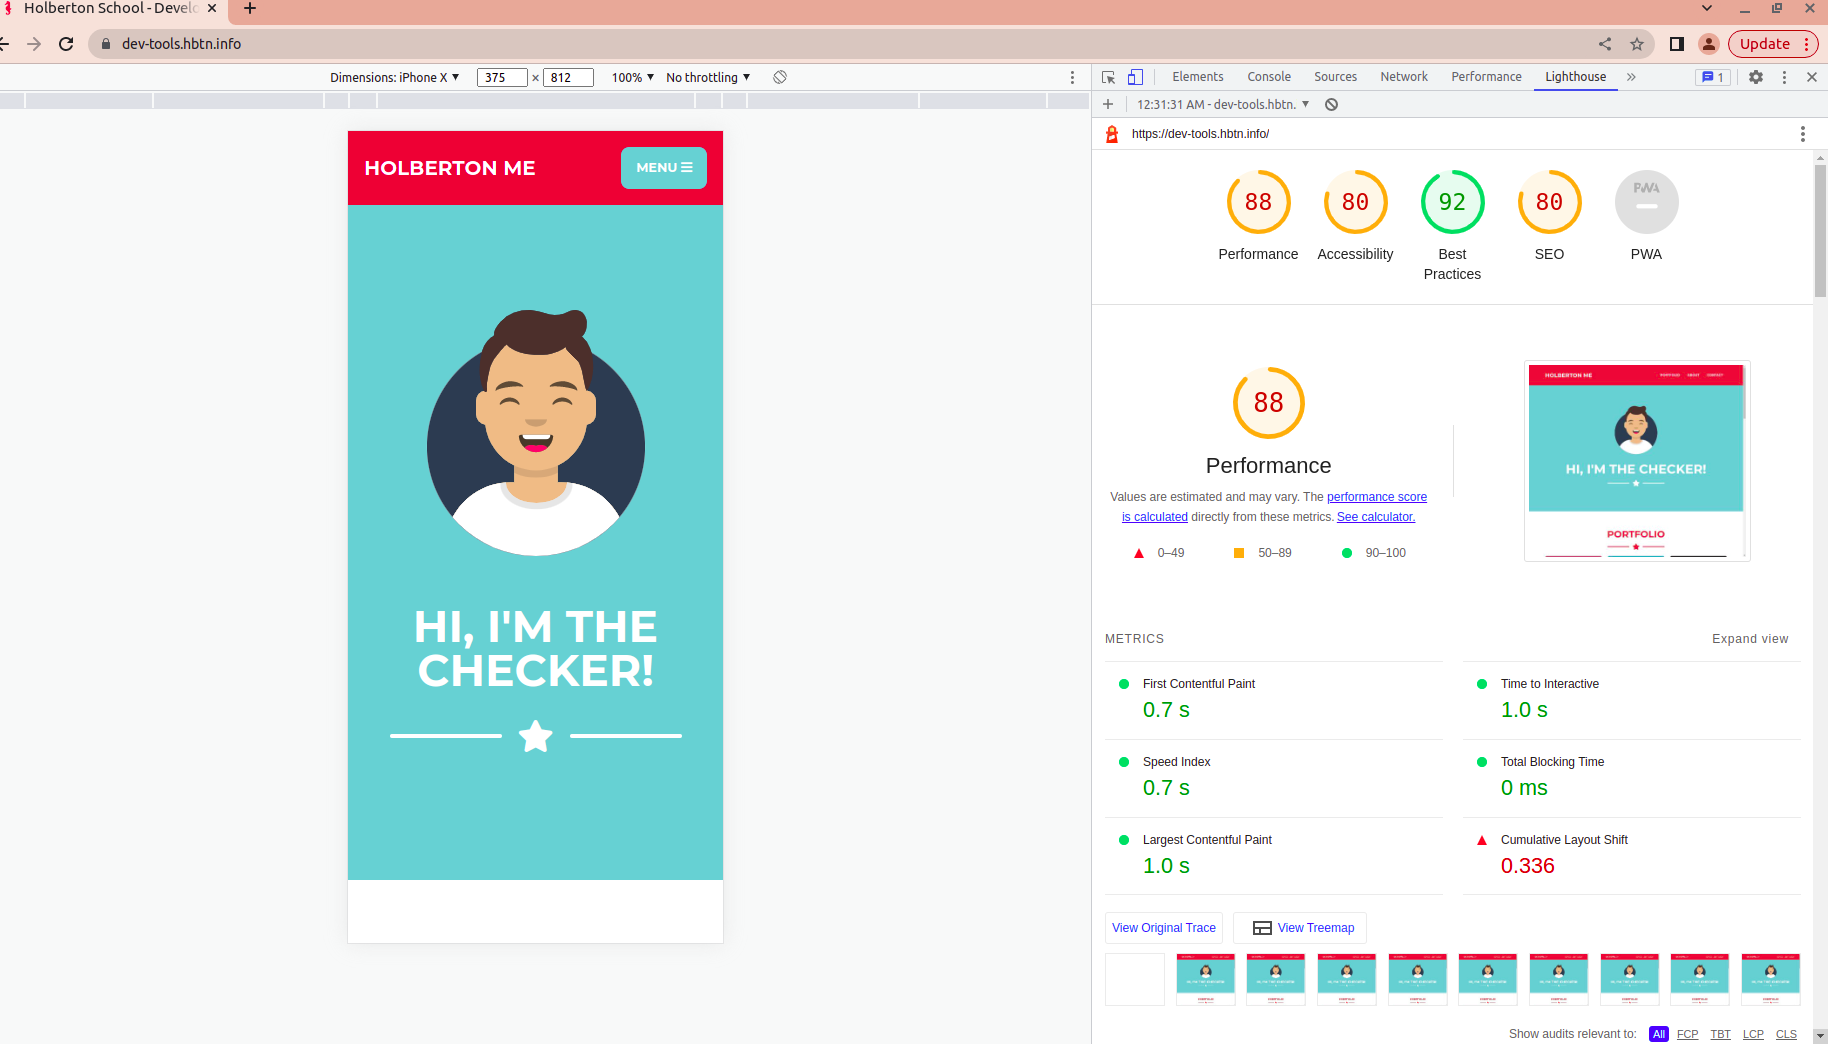 Holberton School - Develo
dev-tools.hbtn.info
Update
Dimensions: iPhone X
375 × 812
100%
No throttling
Elements
Console
Sources
Network
Performance
Lighthouse
1
12:31:31 AM - dev-tools.hbtn.
https://dev-tools.hbtn.info/
HOLBERTON ME
MENU
HI, I'M THE
CHECKER!
88
80
92
80
PWA
Performance
Accessibility
Best
Practices
SEO
PWA
88
Performance
Values are estimated and may vary. The performance score
is calculated directly from these metrics. See calculator.
0–49
50–89
90–100
HOLBERTON ME
PORTFOLIO ABOUT CONTACT
HI, I'M THE CHECKER!
PORTFOLIO
METRICS
Expand view
First Contentful Paint
0.7 s
Time to Interactive
1.0 s
Speed Index
0.7 s
Total Blocking Time
0 ms
Largest Contentful Paint
1.0 s
Cumulative Layout Shift
0.336
View Original Trace
View Treemap
Show audits relevant to: All FCP TBT LCP CLS